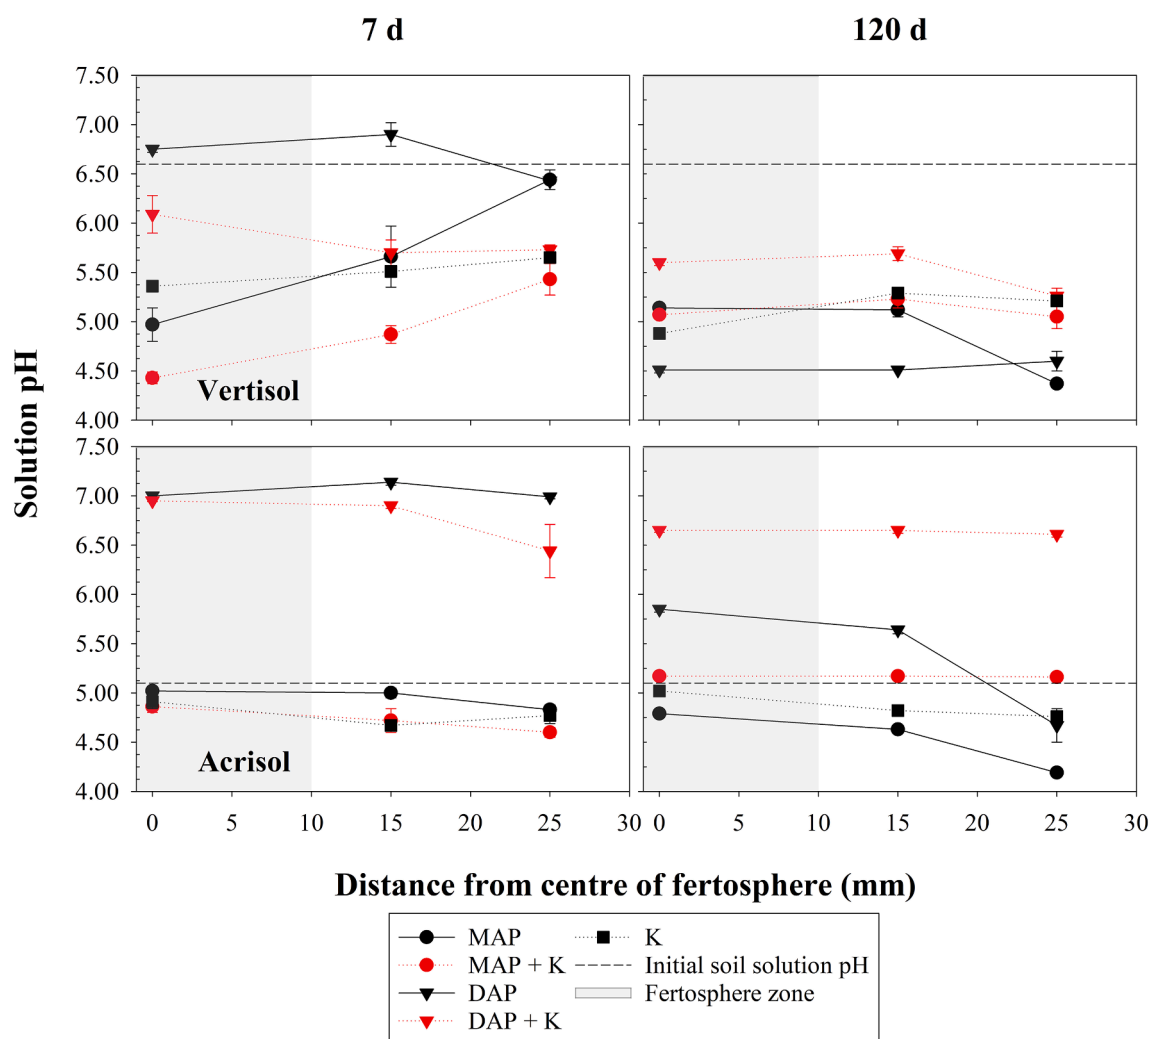 7 d 120 d
7.50
7.00
6.50
6.00
5.50
5.00
4.50
4.00
Vertisol
Solution pH
7.50
7.00
6.50
6.00
5.50
5.00
4.50
4.00
Acrisol
0 5 10 15 20 25 30 0 5 10 15 20 25 30
Distance from centre of fertosphere (mm)
MAP K
MAP + K Initial soil solution pH
DAP Fertosphere zone
DAP + K